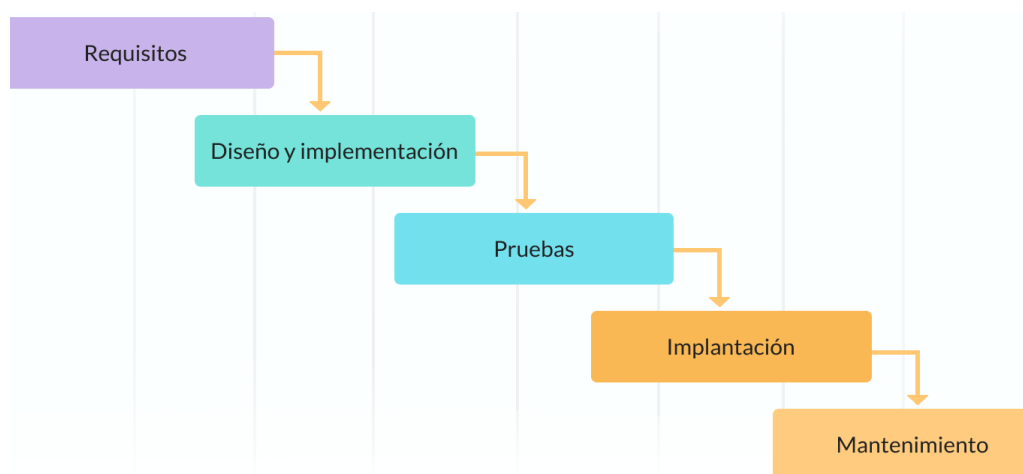 Requisitos
Diseño y implementación
Pruebas
Implantación
Mantenimiento